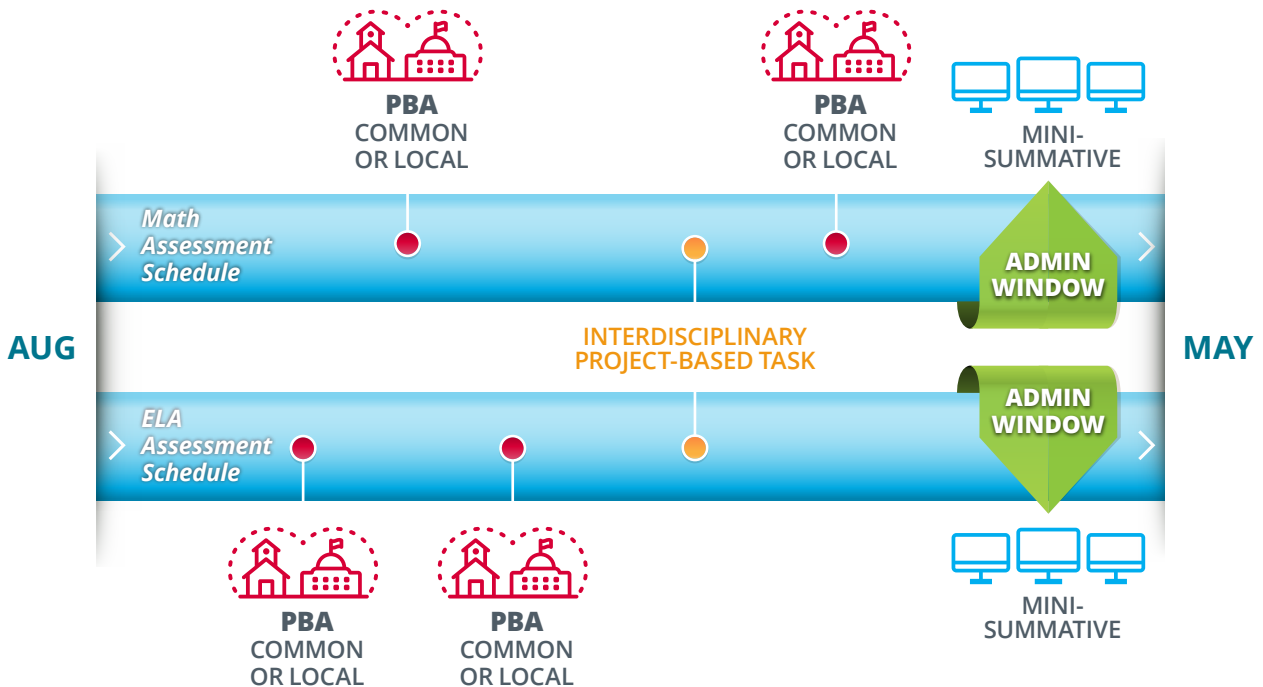 PBA
COMMON
OR LOCAL
PBA
COMMON
OR LOCAL
MINI-
SUMMATIVE
Math
Assessment
Schedule
ADMIN
WINDOW
AUG
INTERDISCIPLINARY
PROJECT-BASED TASK
MAY
ELA
Assessment
Schedule
ADMIN
WINDOW
PBA
COMMON
OR LOCAL
PBA
COMMON
OR LOCAL
MINI-
SUMMATIVE